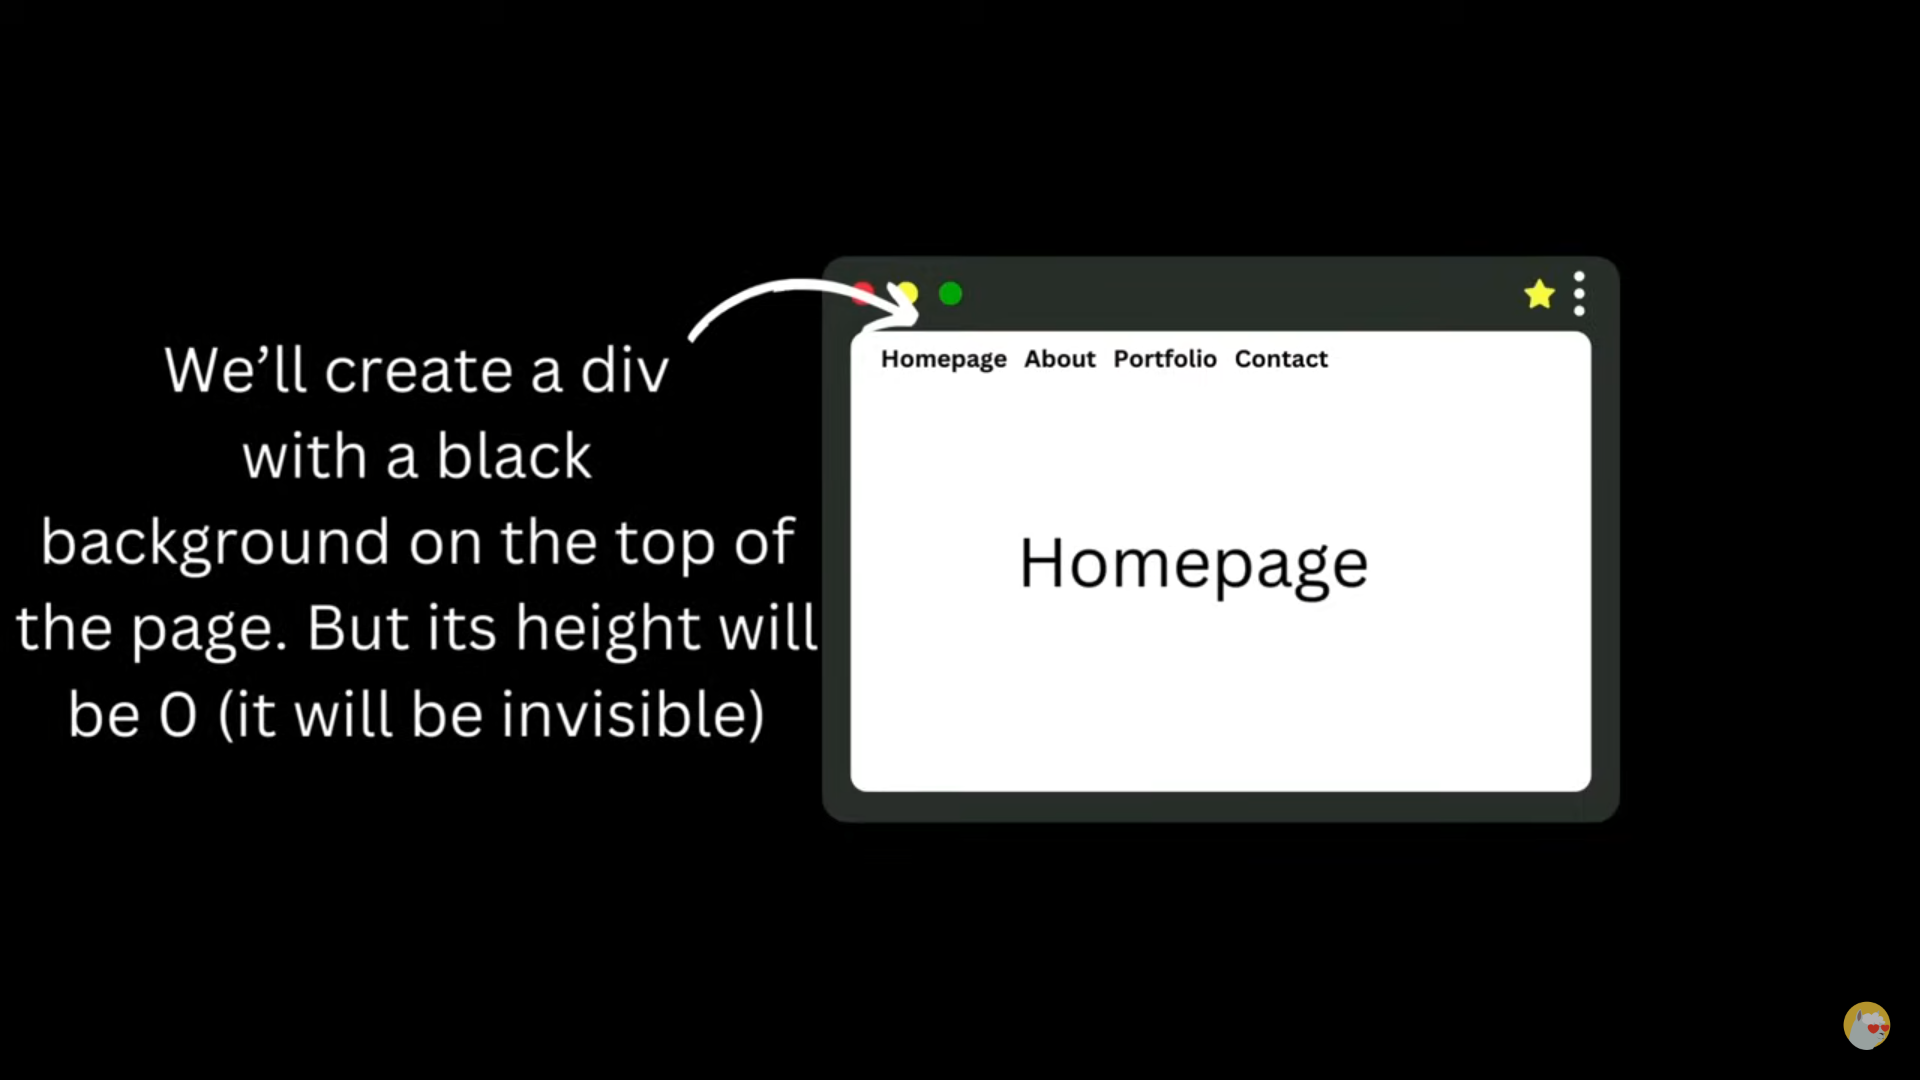 We’ll create a div
with a black
background on the top of
the page. But its height will
be 0 (it will be invisible)
Homepage About Portfolio Contact
Homepage